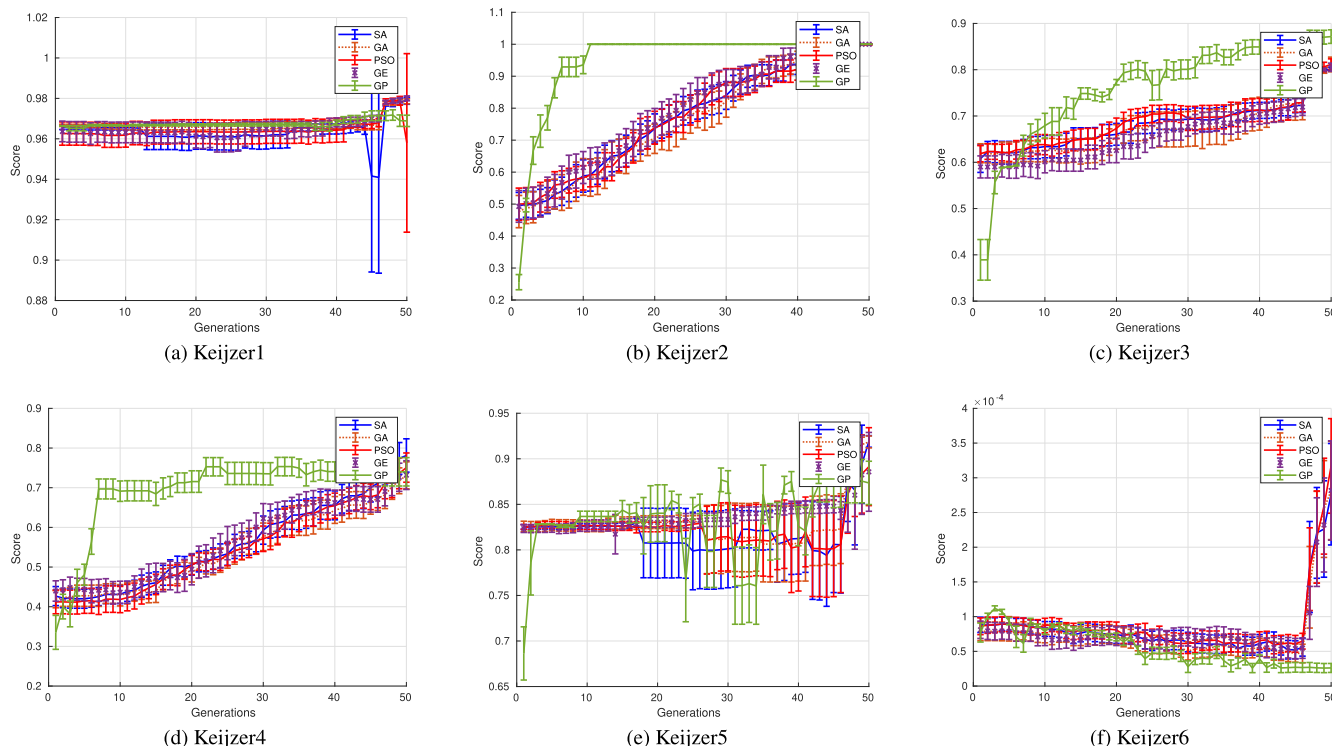 1.02
1
0.98
0.96
0.94
0.92
0.9
0.88
Score
0 10 20 30 40 50
Generations
SA
GA
PSO
GE
GP
(a) Keijzer1
1.1
1
0.9
0.8
0.7
0.6
0.5
0.4
0.3
0.2
Score
0 10 20 30 40 50
Generations
SA
GA
PSO
GE
GP
(b) Keijzer2
0.9
0.8
0.7
0.6
0.5
0.4
0.3
Score
0 10 20 30 40 50
Generations
SA
GA
PSO
GE
GP
(c) Keijzer3
0.9
0.8
0.7
0.6
0.5
0.4
0.3
0.2
Score
0 10 20 30 40 50
Generations
SA
GA
PSO
GE
GP
(d) Keijzer4
0.95
0.9
0.85
0.8
0.75
0.7
0.65
Score
0 10 20 30 40 50
Generations
SA
GA
PSO
GE
GP
(e) Keijzer5
×10⁻⁴
4
3.5
3
2.5
2
1.5
1
0.5
0
Score
0 10 20 30 40 50
Generations
SA
GA
PSO
GE
GP
(f) Keijzer6